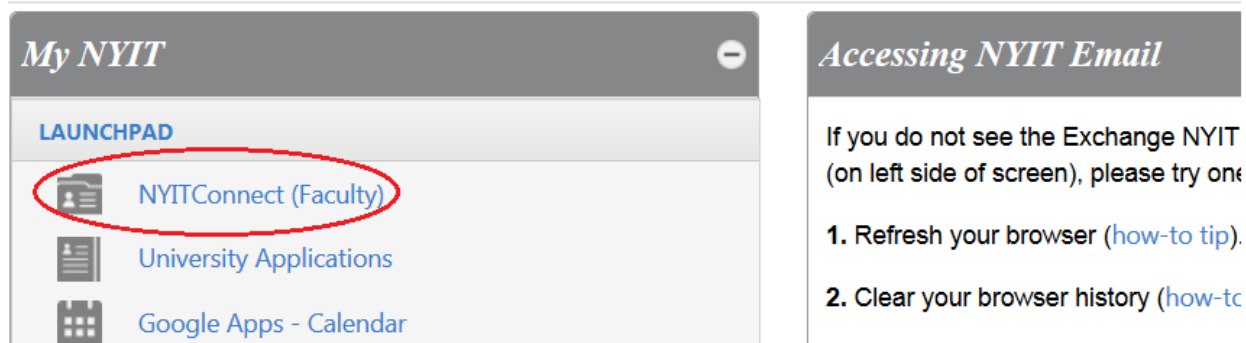 My NYIT
LAUNCHPAD
NYITConnect (Faculty)
University Applications
Google Apps - Calendar
Accessing NYIT Email
If you do not see the Exchange NYIT
(on left side of screen), please try one
1. Refresh your browser (how-to tip).
2. Clear your browser history (how-to